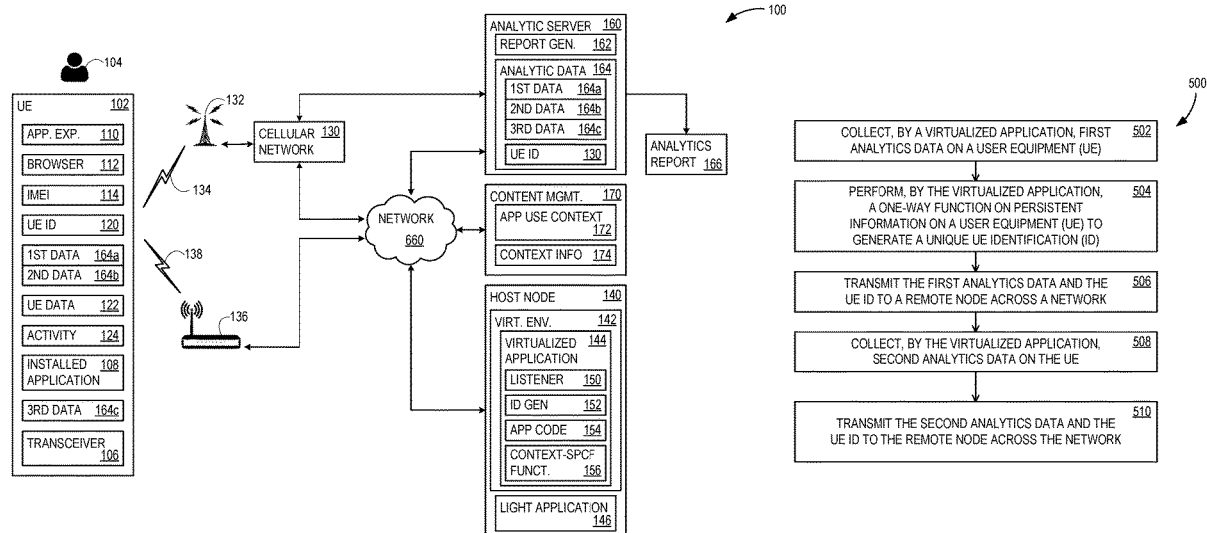 100
104
UE 102
APP. EXP. 110
BROWSER 112
IMEI 114
UE ID 120
1ST DATA 164a
2ND DATA 164b
UE DATA 122
ACTIVITY 124
INSTALLED
APPLICATION 108
3RD DATA 164c
TRANSCEIVER
106
132
134
138
136
CELLULAR 130
NETWORK
NETWORK
660
ANALYTIC SERVER
160
REPORT GEN. 162
ANALYTIC DATA 164
1ST DATA 164a
2ND DATA 164b
3RD DATA 164c
UE ID 130
ANALYTICS
REPORT 166
CONTENT MGMT. 170
APP USE CONTEXT
172
CONTEXT INFO 174
HOST NODE 140
VIRT. ENV. 142
VIRTUALIZED 144
APPLICATION
LISTENER 150
ID GEN 152
APP CODE 154
CONTEXT-SPCF
FUNCT. 156
LIGHT APPLICATION
146
500
COLLECT, BY A VIRTUALIZED APPLICATION, FIRST 502
ANALYTICS DATA ON A USER EQUIPMENT (UE)
PERFORM, BY THE VIRTUALIZED APPLICATION, 504
A ONE-WAY FUNCTION ON PERSISTENT
INFORMATION ON A USER EQUIPMENT (UE) TO
GENERATE A UNIQUE UE IDENTIFICATION (ID)
TRANSMIT THE FIRST ANALYTICS DATA AND THE 506
UE ID TO A REMOTE NODE ACROSS A NETWORK
COLLECT, BY THE VIRTUALIZED APPLICATION, 508
SECOND ANALYTICS DATA ON THE UE
510
TRANSMIT THE SECOND ANALYTICS DATA AND THE
UE ID TO THE REMOTE NODE ACROSS THE NETWORK